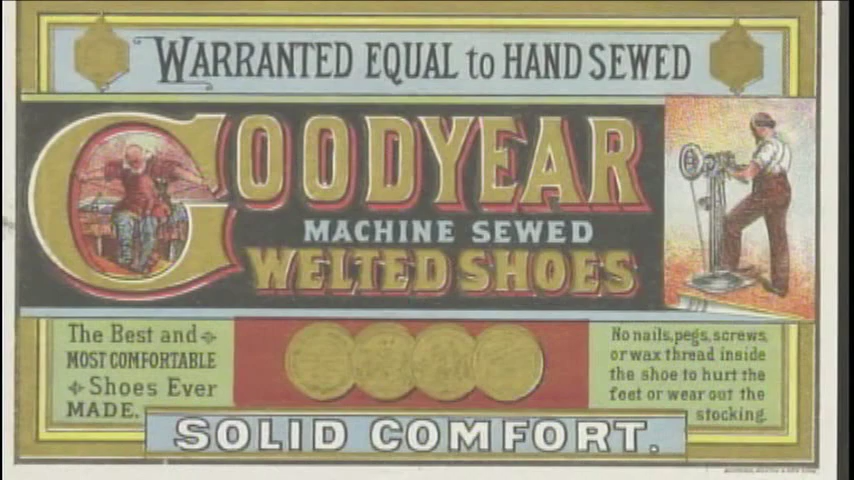 WARRANTED EQUAL to HAND SEWED
GOODYEAR
MACHINE SEWED
WELTED SHOES
The Best and
MOST COMFORTABLE
Shoes Ever
MADE.
No nails, pegs, screws,
or wax thread inside
the shoe to hurt the
feet or wear out the
stocking.
SOLID COMFORT.